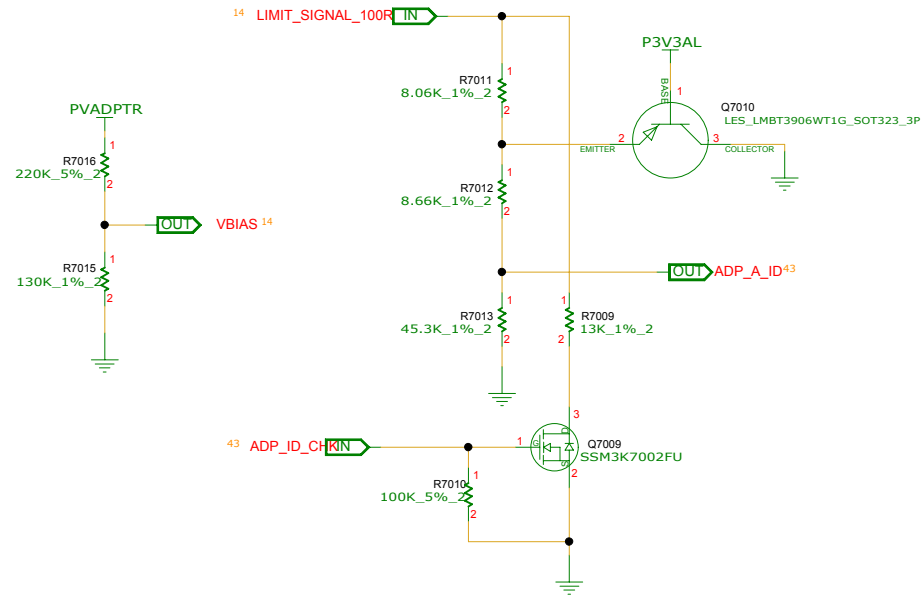 14 LIMIT_SIGNAL_100R IN
P3V3AL
R7011
8.06K_1%_2
1
2
BASE
1
Q7010
LES_LMBT3906WT1G_SOT323_3P
2
EMITTER
3
COLLECTOR
PVADPTR
R7016
220K_5%_2
1
2
OUT VBIAS 14
R7015
130K_1%_2
1
2
R7012
8.66K_1%_2
1
2
OUT ADP_A_ID 43
R7013
45.3K_1%_2
1
2
R7009
13K_1%_2
1
2
43 ADP_ID_CHK IN
R7010
100K_5%_2
1
2
1
G
D
S
3
2
Q7009
SSM3K7002FU